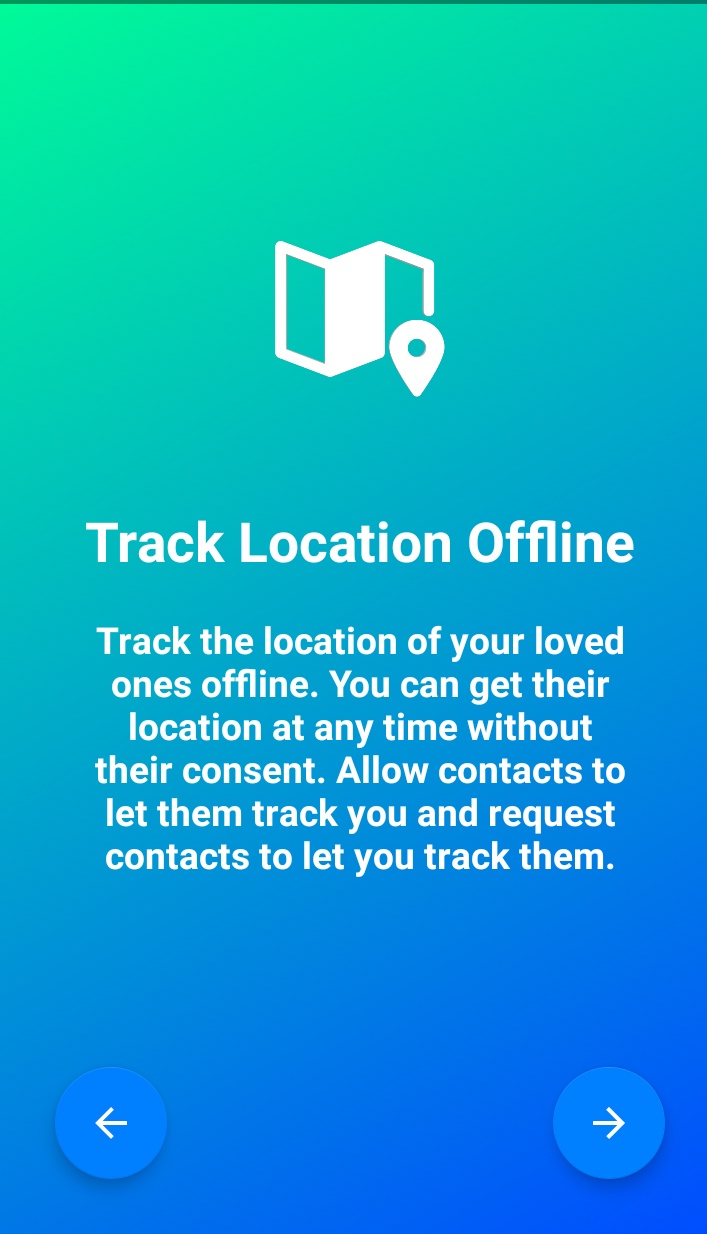 Track Location Offline
Track the location of your loved
ones offline. You can get their
location at any time without
their consent. Allow contacts to
let them track you and request
contacts to let you track them.